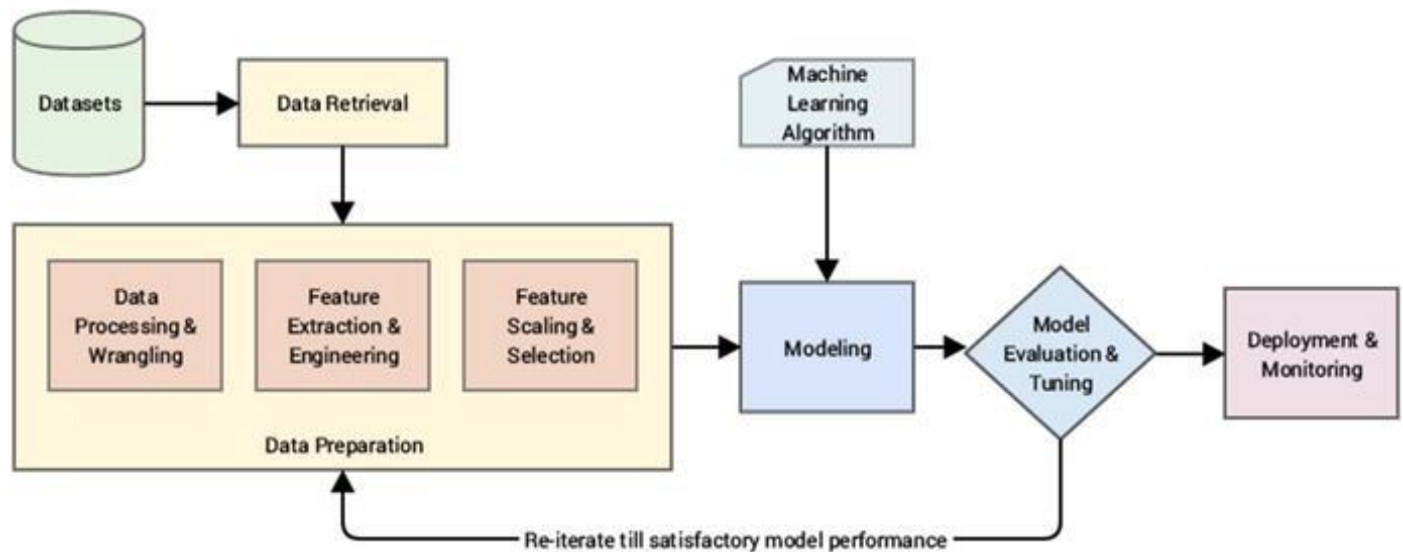 Datasets
Data Retrieval
Machine
Learning
Algorithm
Data
Processing &
Wrangling
Feature
Extraction &
Engineering
Feature
Scaling &
Selection
Data Preparation
Modeling
Model
Evaluation &
Tuning
Deployment &
Monitoring
Re-iterate till satisfactory model performance